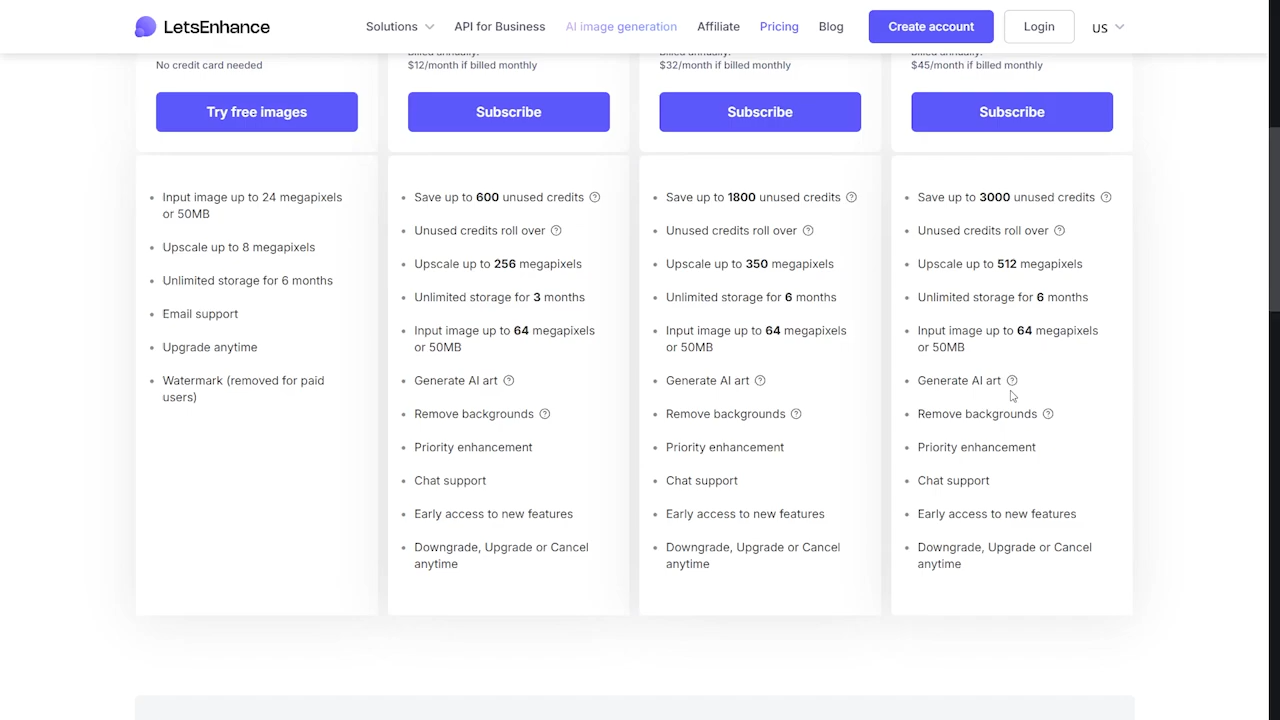 LetsEnhance
Solutions
API for Business
AI image generation
Affiliate
Pricing
Blog
Create account
Login
US
No credit card needed
Try free images
Input image up to 24 megapixels
or 50MB
Upscale up to 8 megapixels
Unlimited storage for 6 months
Email support
Upgrade anytime
Watermark (removed for paid
users)
Billed annually.
$12/month if billed monthly
Subscribe
Save up to 600 unused credits
Unused credits roll over
Upscale up to 256 megapixels
Unlimited storage for 3 months
Input image up to 64 megapixels
or 50MB
Generate AI art
Remove backgrounds
Priority enhancement
Chat support
Early access to new features
Downgrade, Upgrade or Cancel
anytime
Billed annually.
$32/month if billed monthly
Subscribe
Save up to 1800 unused credits
Unused credits roll over
Upscale up to 350 megapixels
Unlimited storage for 6 months
Input image up to 64 megapixels
or 50MB
Generate AI art
Remove backgrounds
Priority enhancement
Chat support
Early access to new features
Downgrade, Upgrade or Cancel
anytime
Billed annually.
$45/month if billed monthly
Subscribe
Save up to 3000 unused credits
Unused credits roll over
Upscale up to 512 megapixels
Unlimited storage for 6 months
Input image up to 64 megapixels
or 50MB
Generate AI art
Remove backgrounds
Priority enhancement
Chat support
Early access to new features
Downgrade, Upgrade or Cancel
anytime